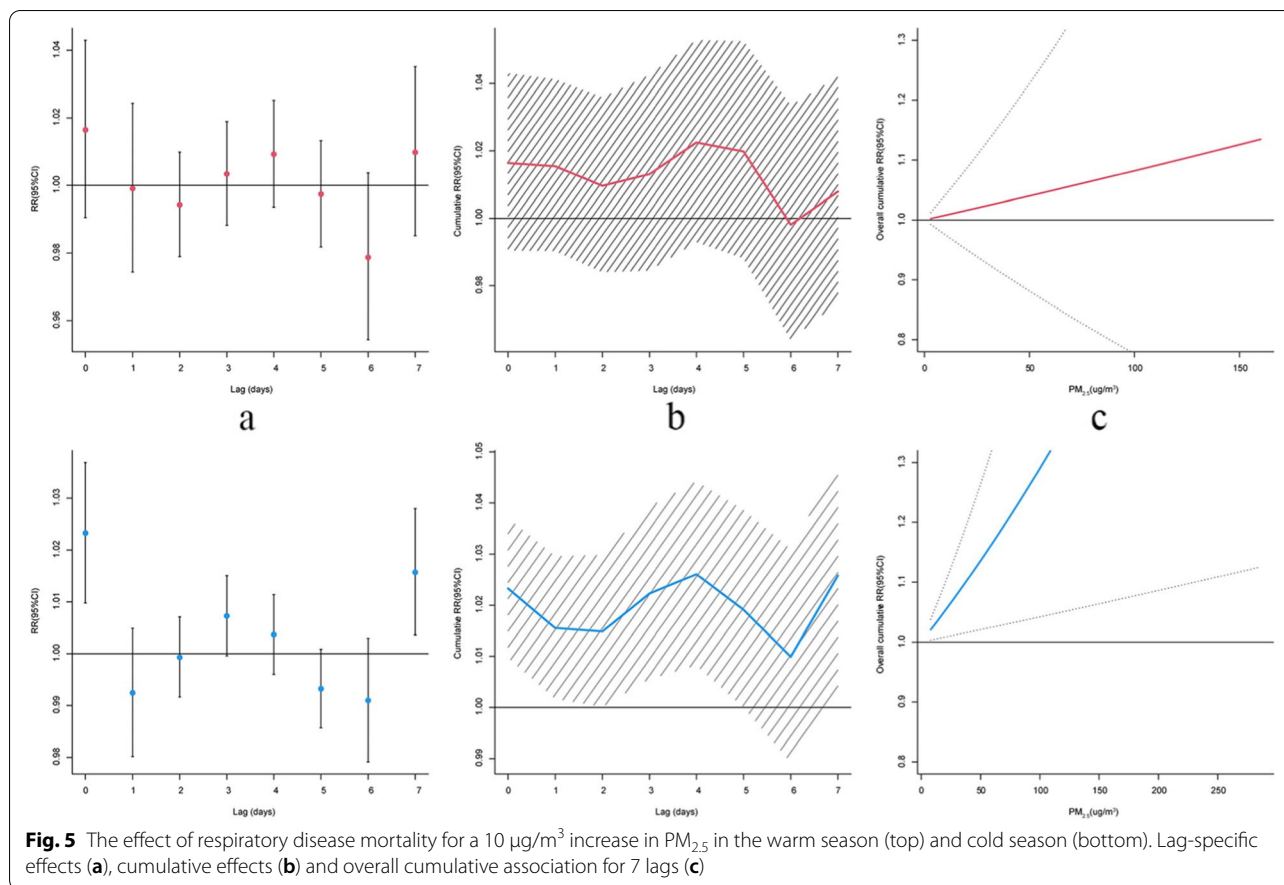 1.04
1.02
1.00
0.98
0.96
RR(95%CI)
0 1 2 3 4 5 6 7
Lag (days)
a
1.04
1.02
1.00
0.98
Cumulative RR(95%CI)
0 1 2 3 4 5 6 7
Lag (days)
b
1.3
1.2
1.1
1.0
0.9
0.8
Overall cumulative RR(95%CI)
0 50 100 150
PM2.5(ug/m³)
c
1.03
1.02
1.01
1.00
0.99
0.98
RR(95%CI)
0 1 2 3 4 5 6 7
Lag (days)
1.05
1.04
1.03
1.02
1.01
1.00
0.99
Cumulative RR(95%CI)
0 1 2 3 4 5 6 7
Lag (days)
1.3
1.2
1.1
1.0
0.9
0.8
Overall cumulative RR(95%CI)
0 50 100 150 200 250
PM2.5(ug/m³)
Fig. 5 The effect of respiratory disease mortality for a 10 µg/m³ increase in PM2.5 in the warm season (top) and cold season (bottom). Lag-specific
effects (a), cumulative effects (b) and overall cumulative association for 7 lags (c)